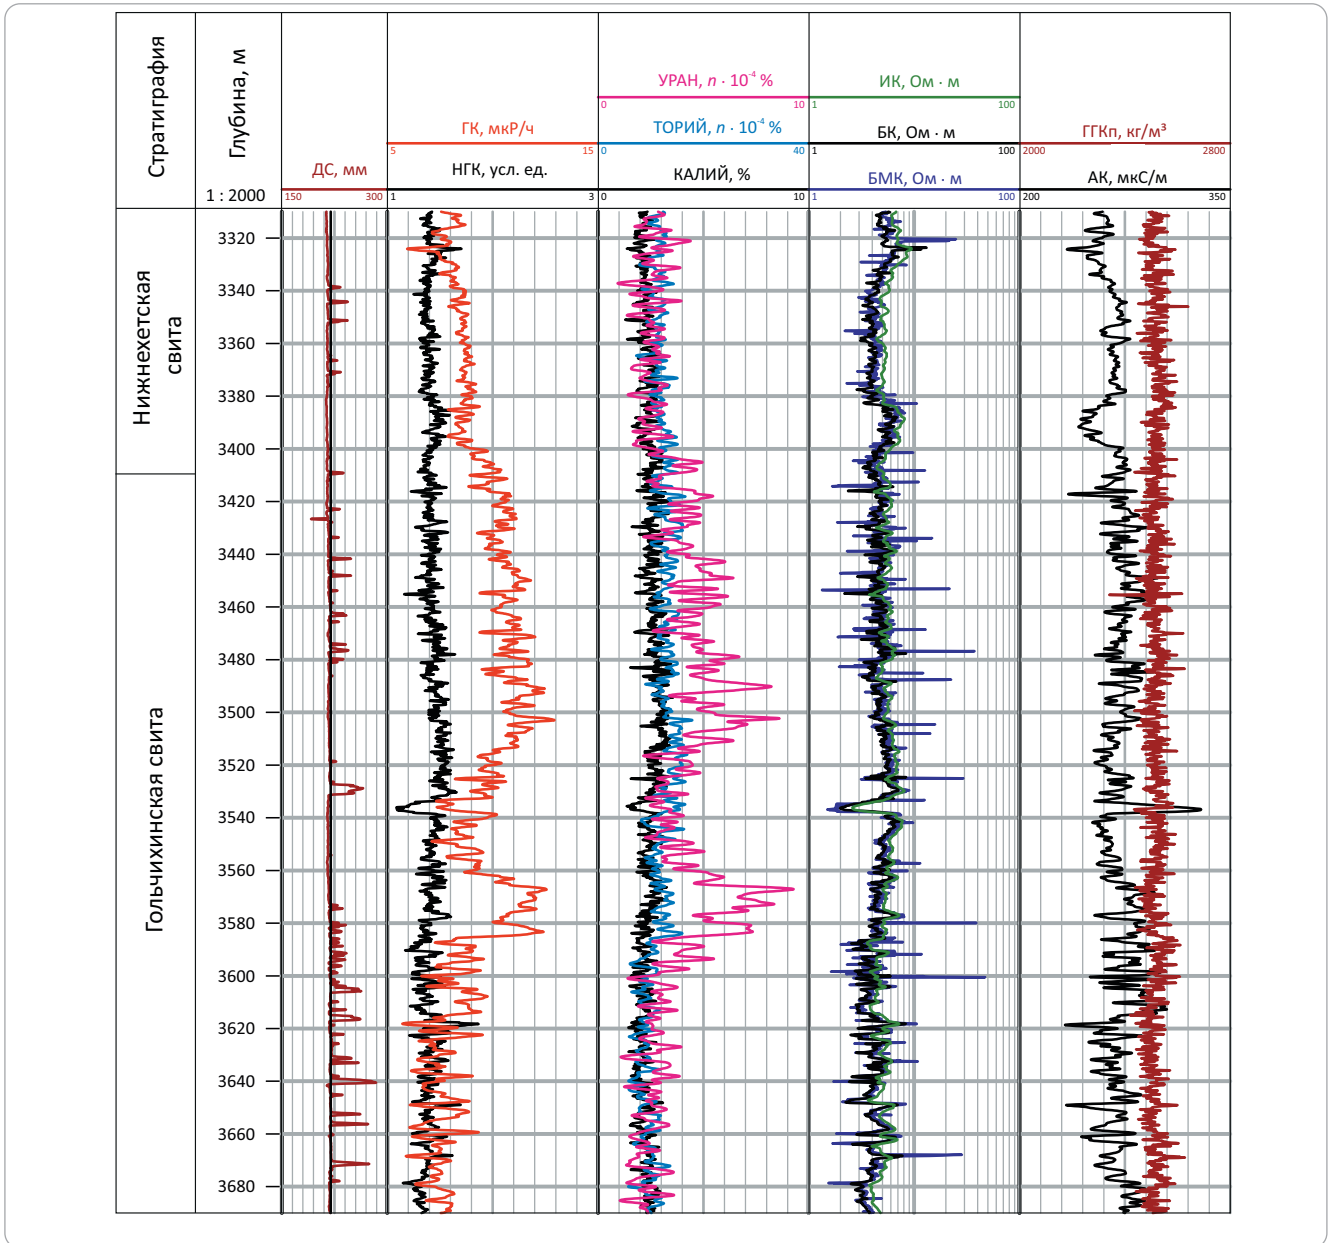 Стратиграфия
Глубина, м
1 : 2000
ДС, мм
150 300
ГК, мкР/ч
5 15
НГК, усл. ед.
1 3
УРАН, n · 10⁻⁴ %
0 10
ТОРИЙ, n · 10⁻⁴ %
0 40
КАЛИЙ, %
0 10
ИК, Ом · м
1 100
БК, Ом · м
1 100
БМК, Ом · м
1 100
ГГКп, кг/м³
2000 2800
АК, мкС/м
200 350
Нижнехетская
свита
Гольчихинская свита
3320
3340
3360
3380
3400
3420
3440
3460
3480
3500
3520
3540
3560
3580
3600
3620
3640
3660
3680